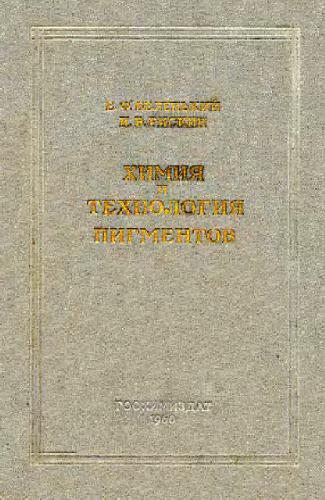 Е.Ф. БЕЛЕНЬКИЙ
И.В. РИСКИН
ХИМИЯ
И
ТЕХНОЛОГИЯ
ПИГМЕНТОВ
ГОСХИМИЗДАТ
1960